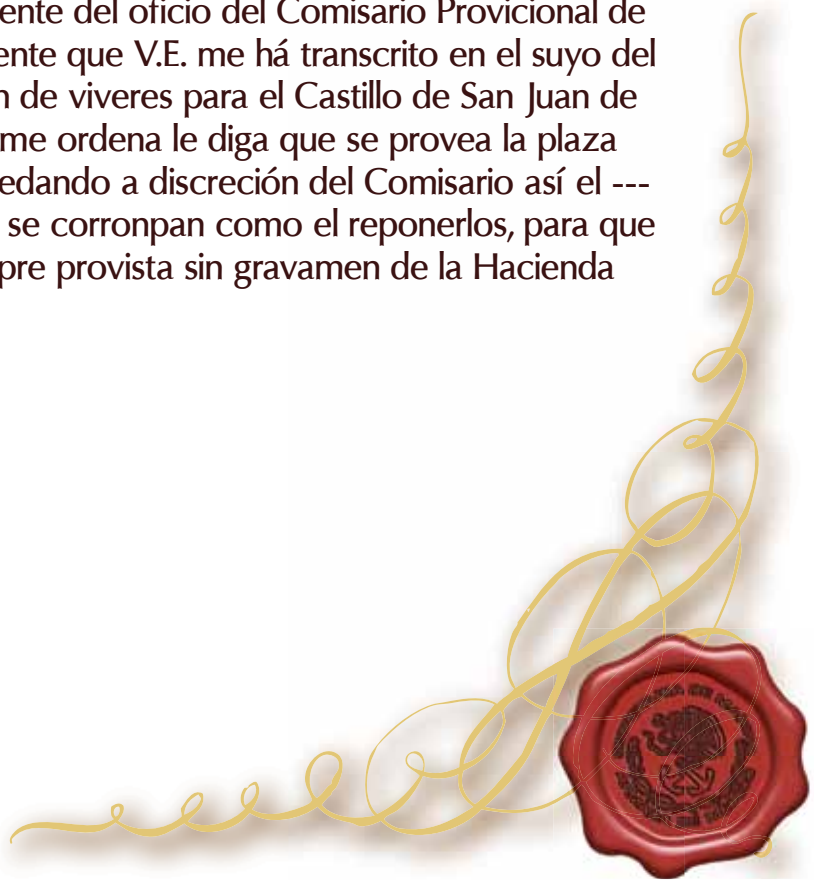 ente del oficio del Comisario Provicional de
ente que V.E. me há transcrito en el suyo del
n de viveres para el Castillo de San Juan de
me ordena le diga que se provea la plaza
edando a discreción del Comisario así el ---
se corronpan como el reponerlos, para que
pre provista sin gravamen de la Hacienda